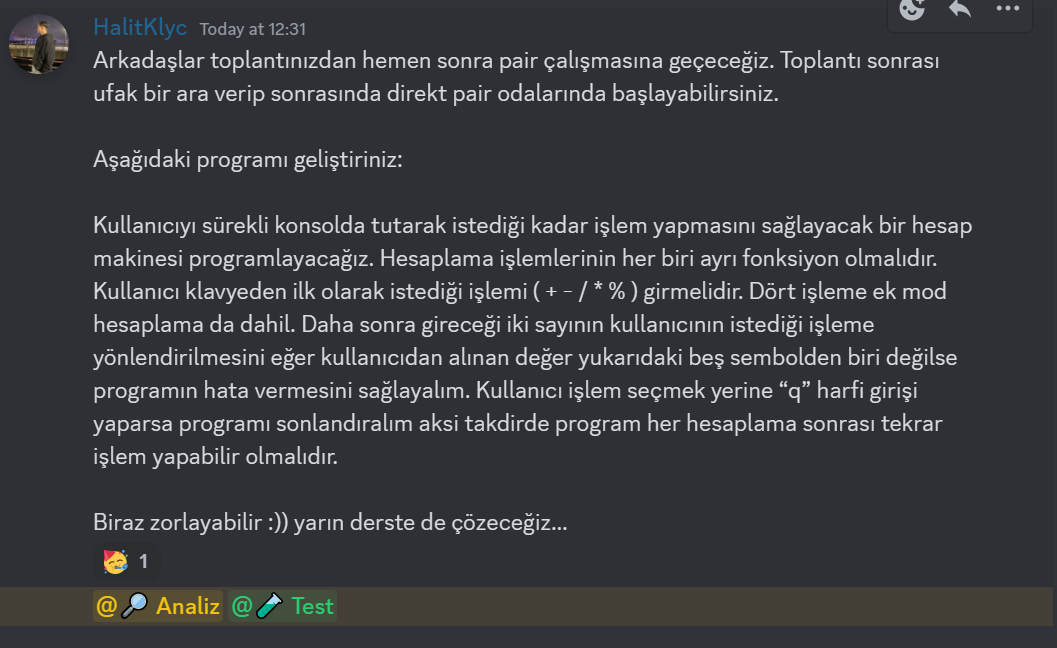 HalitKlyc Today at 12:31
Arkadaşlar toplantınızdan hemen sonra pair çalışmasına geçeceğiz. Toplantı sonrası
ufak bir ara verip sonrasında direkt pair odalarında başlayabilirsiniz.
Aşağıdaki programı geliştiriniz:
Kullanıcıyı sürekli konsolda tutarak istediği kadar işlem yapmasını sağlayacak bir hesap
makinesi programlayacağız. Hesaplama işlemlerinin her biri ayrı fonksiyon olmalıdır.
Kullanıcı klavyeden ilk olarak istediği işlemi ( + - / * % ) girmelidir. Dört işleme ek mod
hesaplama da dahil. Daha sonra gireceği iki sayının kullanıcının istediği işleme
yönlendirilmesini eğer kullanıcıdan alınan değer yukarıdaki beş sembolden biri değilse
programın hata vermesini sağlayalım. Kullanıcı işlem seçmek yerine “q” harfi girişi
yaparsa programı sonlandıralım aksi takdirde program her hesaplama sonrası tekrar
işlem yapabilir olmalıdır.
Biraz zorlayabilir :)) yarın derste de çözeceğiz...
1
@🔎 Analiz @🧪 Test